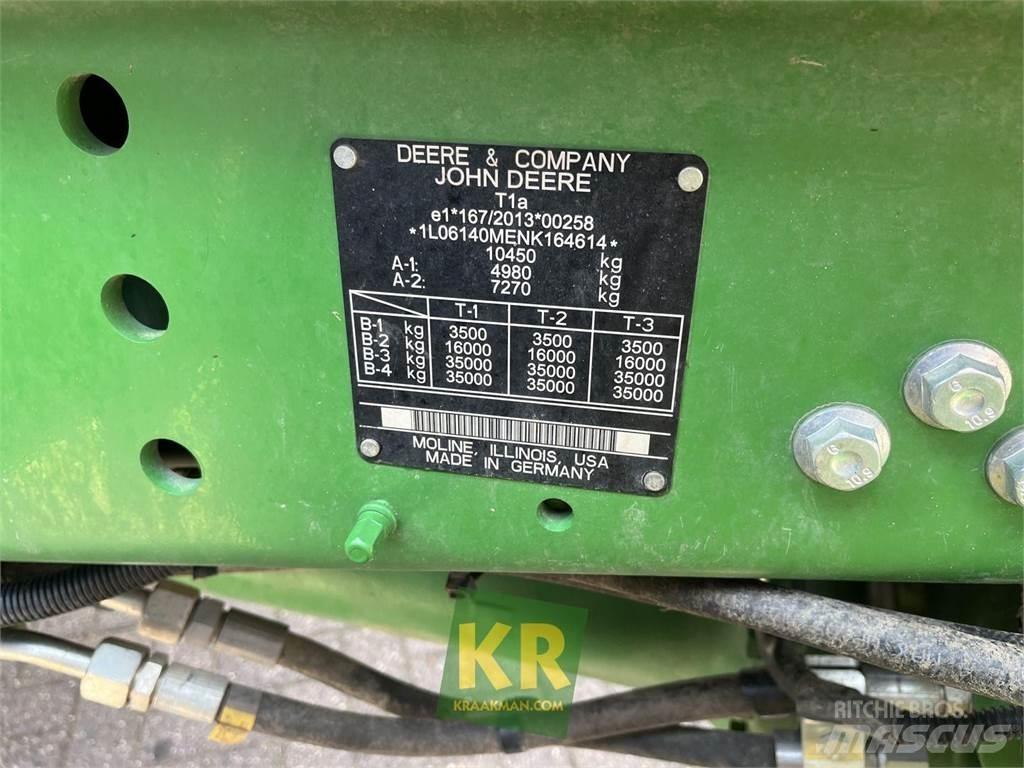 DEERE & COMPANY
JOHN DEERE
T1a
e1*167/2013*00258
*1L06140MENK164614*
10450 kg
A-1: 4980 kg
A-2: 7270 kg
T-1 T-2 T-3
B-1 kg 3500 3500 3500
B-2 kg 16000 16000 16000
B-3 kg 35000 35000 35000
B-4 kg 35000 35000 35000
MOLINE, ILLINOIS, USA
MADE IN GERMANY
6
10.9
6
10.9
KR
KRAAKMAN.COM
RITCHIE BROS.
MASCUS